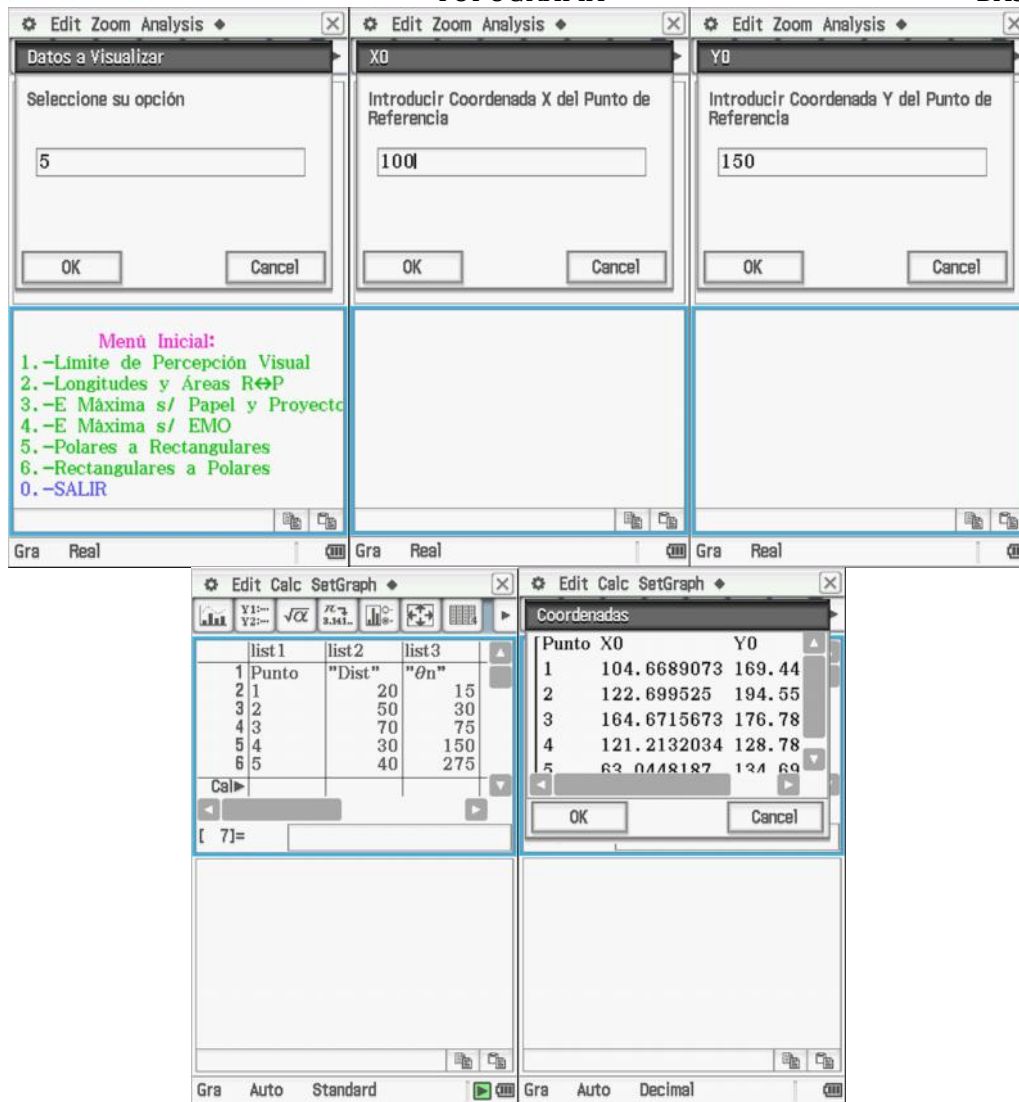 Edit Zoom Analysis
Datos a Visualizar
Seleccione su opción
5
OK Cancel
Menú Inicial:
1.-Límite de Percepción Visual
2.-Longitudes y Áreas R↔P
3.-E Máxima s/ Papel y Proyecto
4.-E Máxima s/ EMO
5.-Polares a Rectangulares
6.-Rectangulares a Polares
0.-SALIR
Gra Real
Edit Zoom Analysis
X0
Introducir Coordenada X del Punto de
Referencia
100
OK Cancel
Gra Real
Edit Zoom Analysis
Y0
Introducir Coordenada Y del Punto de
Referencia
150
OK Cancel
Gra Real
Edit Calc SetGraph
list1 list2 list3
1 Punto "Dist" "θn"
2 1 20 15
3 2 50 30
4 3 70 75
5 4 30 150
6 5 40 275
Cal▶
[ 7]=
Gra Auto Standard
Edit Calc SetGraph
Coordenadas
Punto X0 Y0
1 104.6689073 169.44
2 122.699525 194.55
3 164.6715673 176.78
4 121.2132034 128.78
5 63.0448187 134.69
OK Cancel
Gra Auto Decimal